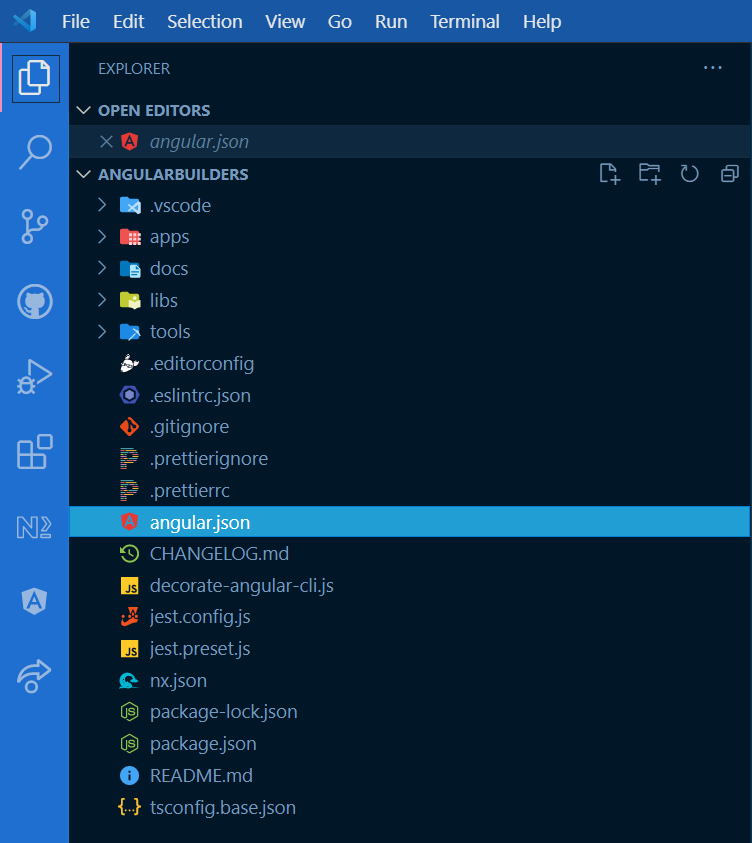 File Edit Selection View Go Run Terminal Help
EXPLORER
OPEN EDITORS
angular.json
ANGULARBUILDERS
.vscode
apps
docs
libs
tools
.editorconfig
.eslintrc.json
.gitignore
.prettierignore
.prettierrc
angular.json
CHANGELOG.md
decorate-angular-cli.js
jest.config.js
jest.preset.js
nx.json
package-lock.json
package.json
README.md
tsconfig.base.json